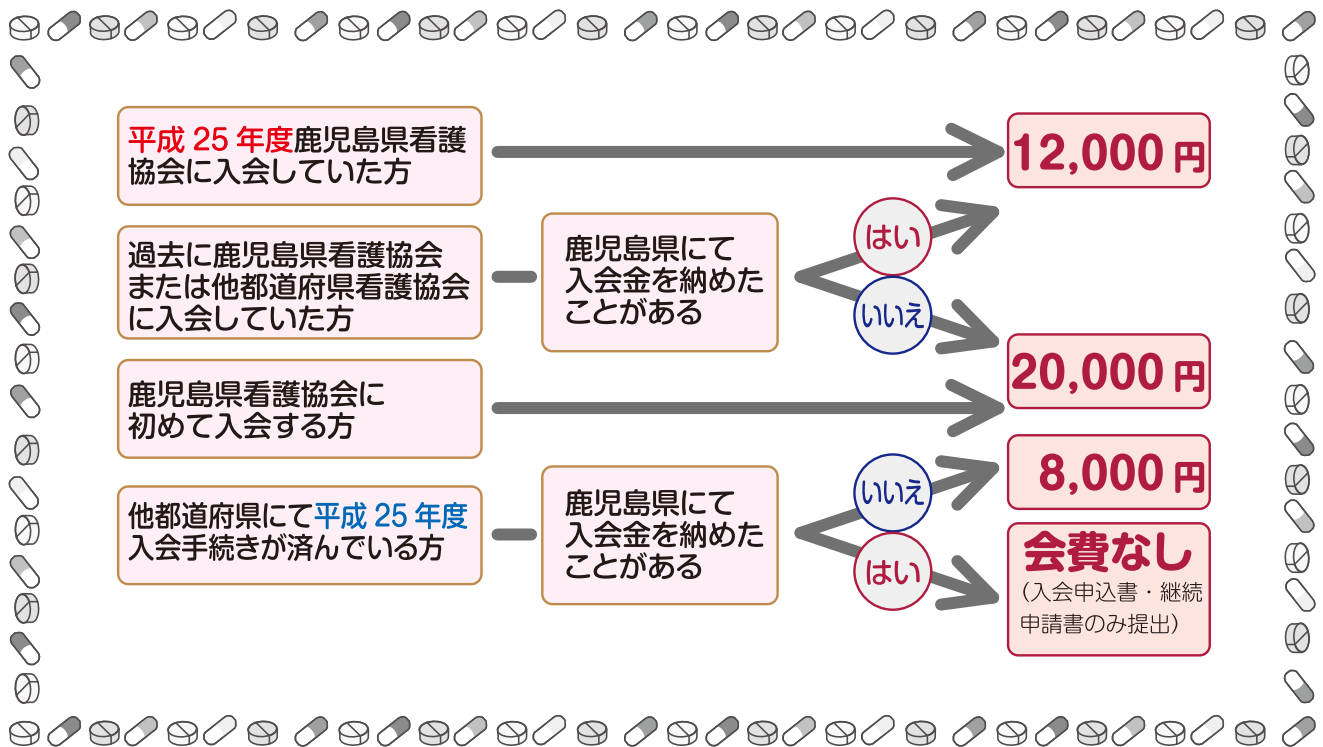 平成 25 年度鹿児島県看護
協会に入会していた方
12,000 円
過去に鹿児島県看護協会
または他都道府県看護協会
に入会していた方
鹿児島県にて
入会金を納めた
ことがある
はい
いいえ
20,000 円
鹿児島県看護協会に
初めて入会する方
他都道府県にて平成 25 年度
入会手続きが済んでいる方
鹿児島県にて
入会金を納めた
ことがある
いいえ
はい
8,000 円
会費なし
（入会申込書・継続
申請書のみ提出）